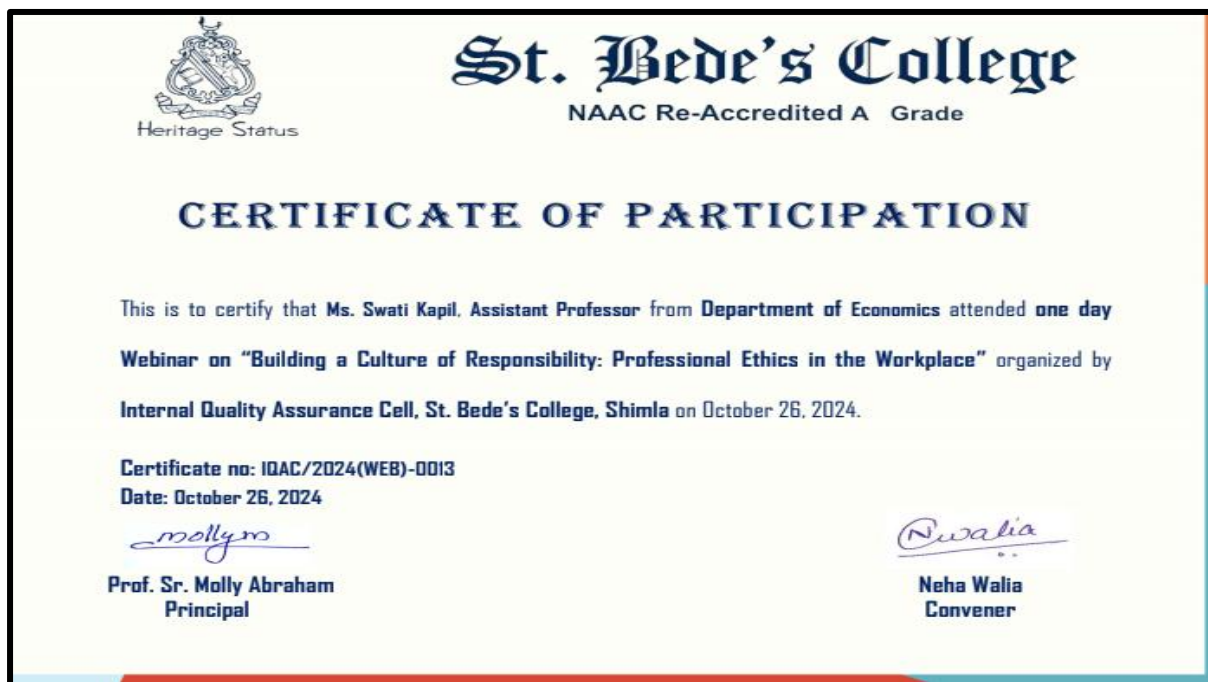 St. Bede's College
NAAC Re-Accredited A Grade
Heritage Status
CERTIFICATE OF PARTICIPATION
This is to certify that Ms. Swati Kapil, Assistant Professor from Department of Economics attended one day
Webinar on “Building a Culture of Responsibility: Professional Ethics in the Workplace” organized by
Internal Quality Assurance Cell, St. Bede's College, Shimla on October 26, 2024.
Certificate no: IQAC/2024(WEB)-0013
Date: October 26, 2024
mollym
Nwalia
Prof. Sr. Molly Abraham
Principal
Neha Walia
Convener